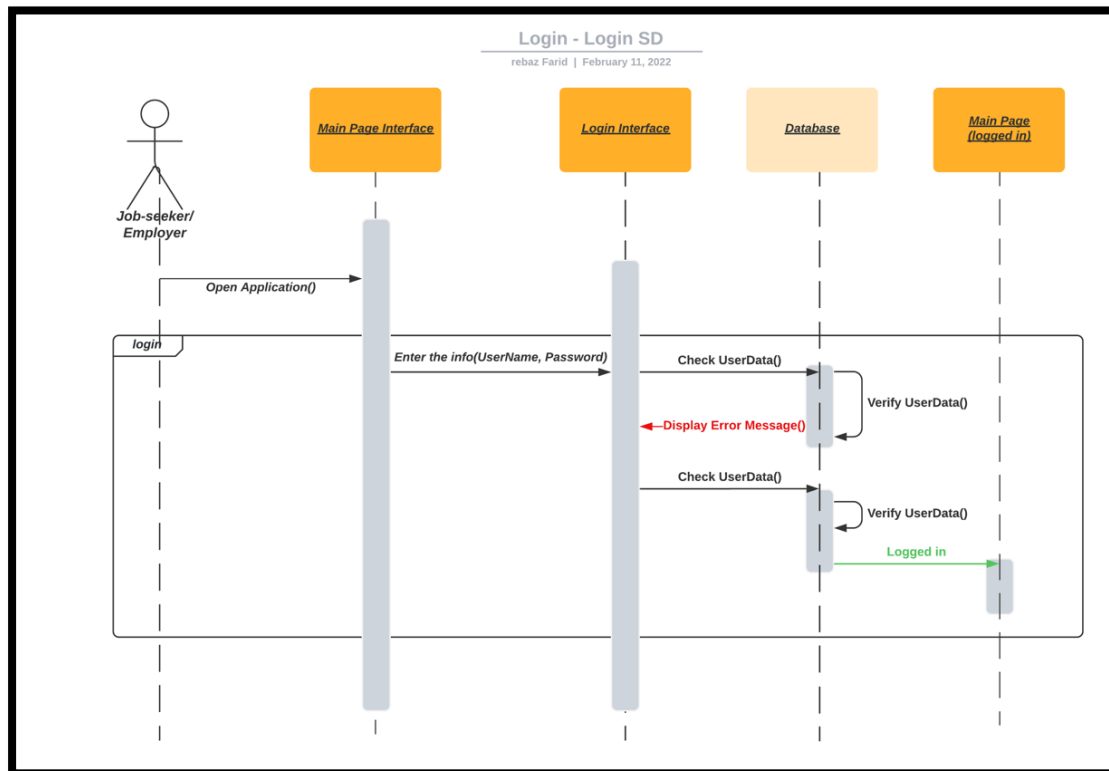 Login - Login SD
rebaz Farid | February 11, 2022
Main Page Interface
Login Interface
Database
Main Page
(logged in)
Job-seeker/
Employer
Open Application()
login
Enter the info(UserName, Password)
Check UserData()
Verify UserData()
Display Error Message()
Check UserData()
Verify UserData()
Logged in